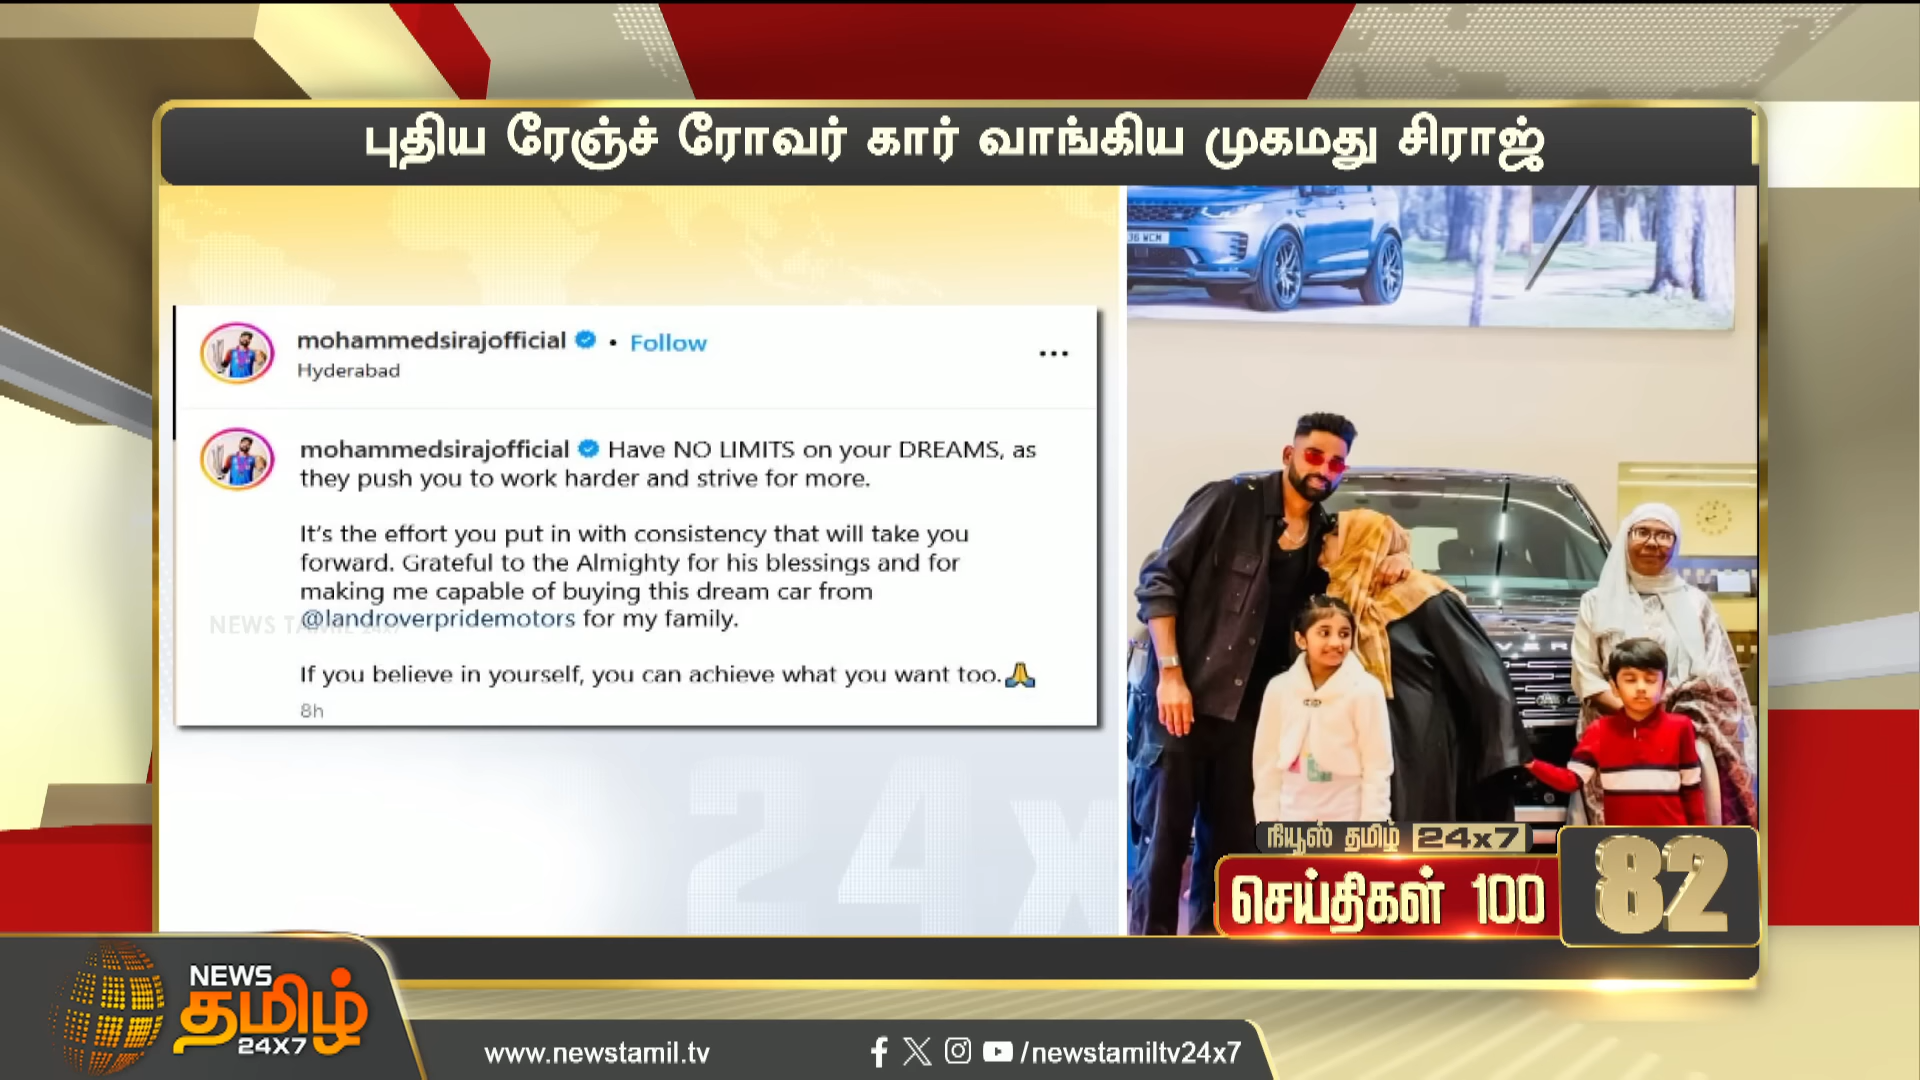 புதிய ரேஞ்ச் ரோவர் கார் வாங்கிய முகமது சிராஜ்
mohammedsirajofficial • Follow
Hyderabad
mohammedsirajofficial Have NO LIMITS on your DREAMS, as
they push you to work harder and strive for more.
It's the effort you put in with consistency that will take you
forward. Grateful to the Almighty for his blessings and for
making me capable of buying this dream car from
@landroverpridemotors for my family.
NEWS TAMIL 24x7
If you believe in yourself, you can achieve what you want too.🙏
8h
24x
நியூஸ் தமிழ் 24x7
செய்திகள் 100
82
NEWS
தமிழ்
24X7
www.newstamil.tv
/newstamiltv24x7